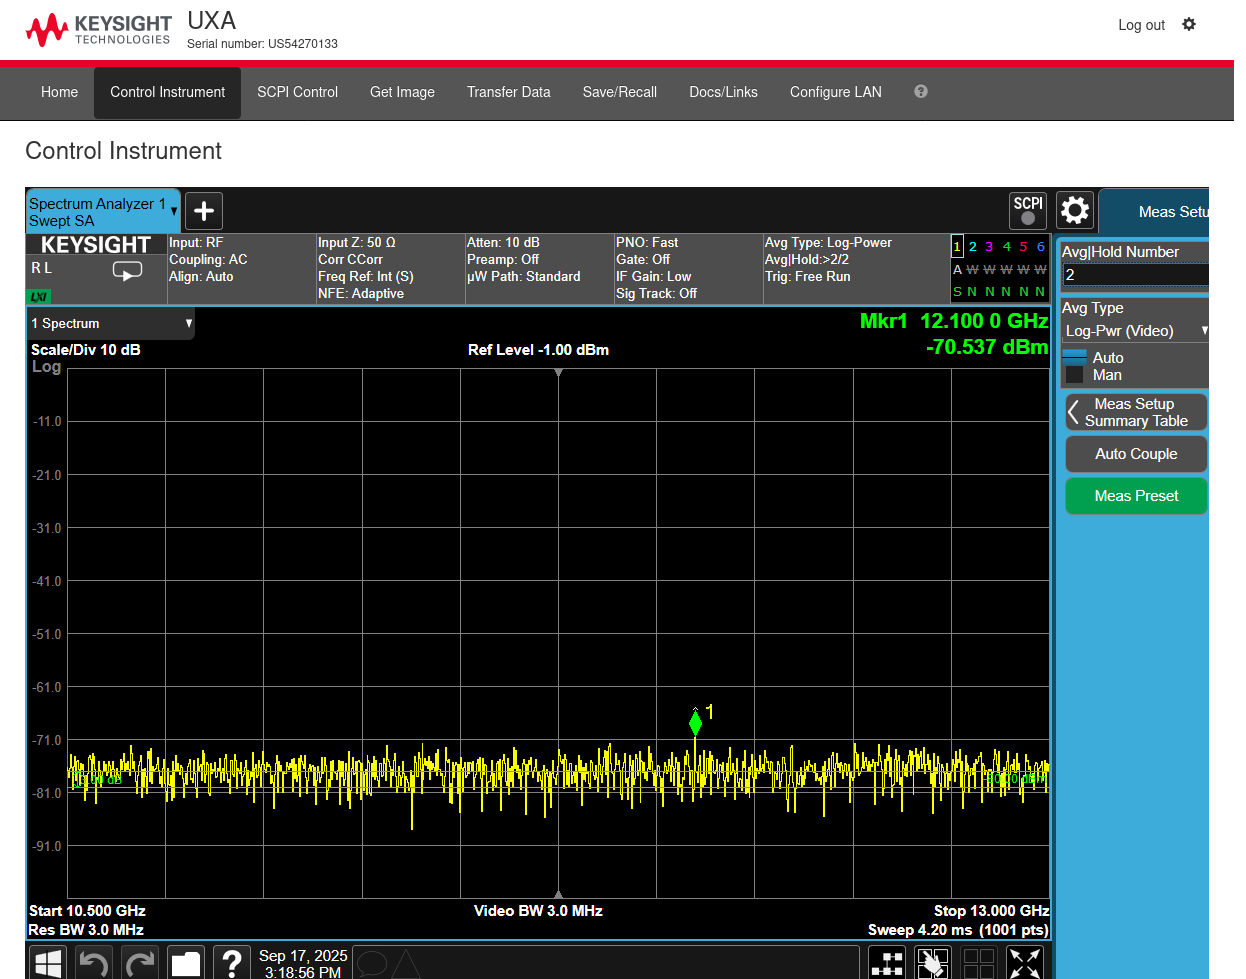 KEYSIGHT
TECHNOLOGIES
UXA
Serial number: US54270133
Log out
Home
Control Instrument
SCPI Control
Get Image
Transfer Data
Save/Recall
Docs/Links
Configure LAN
?
Control Instrument
Spectrum Analyzer 1
Swept SA
SCPI
Meas Setu
KEYSIGHT
R L
LXI
Input: RF
Coupling: AC
Align: Auto
Input Z: 50 Ω
Corr CCorr
Freq Ref: Int (S)
NFE: Adaptive
Atten: 10 dB
Preamp: Off
µW Path: Standard
PNO: Fast
Gate: Off
IF Gain: Low
Sig Track: Off
Avg Type: Log-Power
Avg|Hold:>2/2
Trig: Free Run
1 2 3 4 5 6
A W W W W W
S N N N N N
Avg|Hold Number
2
Avg Type
Log-Pwr (Video)
Auto
Man
Meas Setup
Summary Table
Auto Couple
Meas Preset
1 Spectrum
Scale/Div 10 dB
Log
Ref Level -1.00 dBm
Mkr1 12.100 0 GHz
-70.537 dBm
-11.0
-21.0
-31.0
-41.0
-51.0
-61.0
-71.0
-81.0
-91.0
1
Start 10.500 GHz
Res BW 3.0 MHz
Video BW 3.0 MHz
Stop 13.000 GHz
Sweep 4.20 ms (1001 pts)
?
Sep 17, 2025
3:18:56 PM